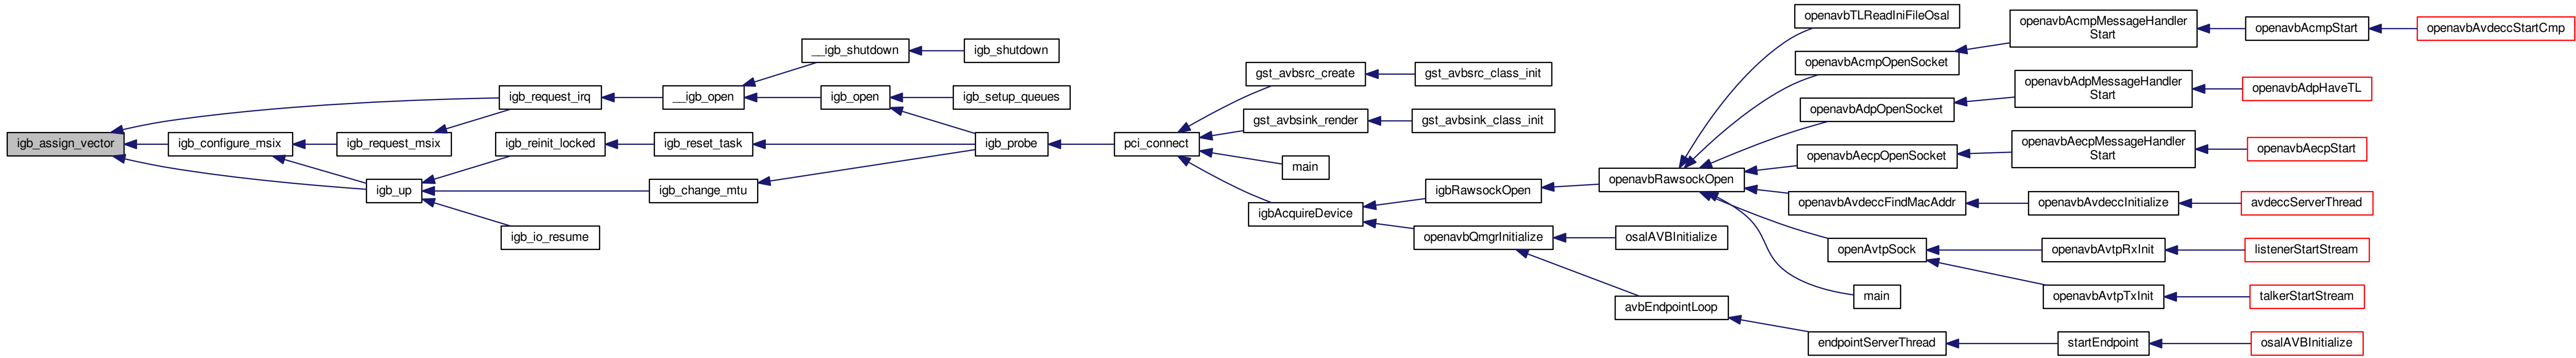 igb_assign_vector
igb_request_irq
igb_configure_msix
igb_up
igb_request_msix
igb_reinit_locked
igb_io_resume
__igb_open
igb_reset_task
igb_change_mtu
__igb_shutdown
igb_open
igb_shutdown
igb_setup_queues
igb_probe
pci_connect
gst_avbsrc_create
gst_avbsink_render
main
igbAcquireDevice
gst_avbsrc_class_init
gst_avbsink_class_init
igbRawsockOpen
openavbQmgrInitialize
openavbRawsockOpen
osalAVBInitialize
avbEndpointLoop
openavbTLReadIniFileOsal
openavbAcmpOpenSocket
openavbAdpOpenSocket
openavbAecpOpenSocket
openavbAvdeccFindMacAddr
openAvtpSock
main
endpointServerThread
openavbAcmpMessageHandler
Start
openavbAdpMessageHandler
Start
openavbAecpMessageHandler
Start
openavbAvdeccInitialize
openavbAvtpRxInit
openavbAvtpTxInit
startEndpoint
openavbAcmpStart
openavbAdpHaveTL
openavbAecpStart
avdeccServerThread
listenerStartStream
talkerStartStream
osalAVBInitialize
openavbAvdeccStartCmp